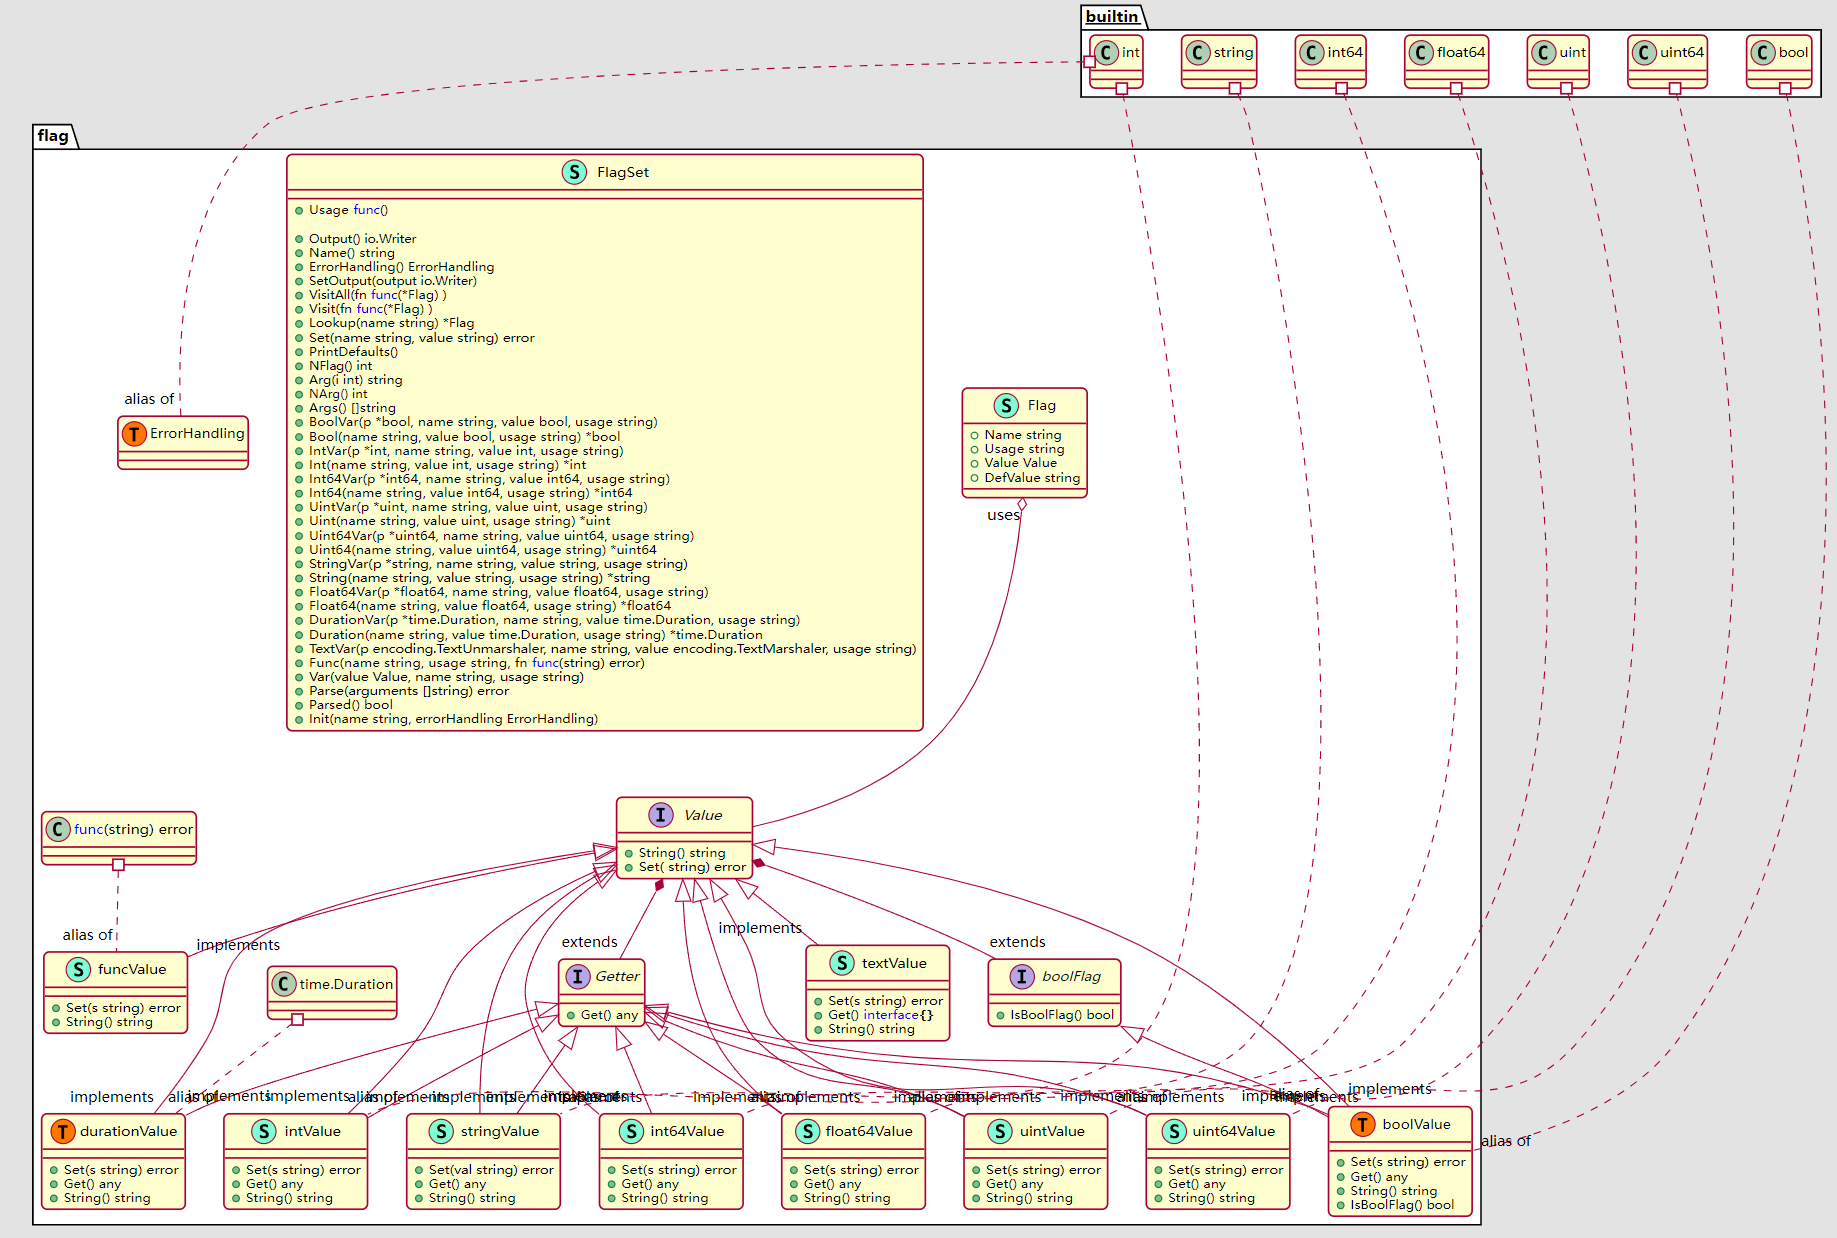 builtin
C int
C string
C int64
C float64
C uint
C uint64
C bool
flag
S FlagSet
Usage func()
Output() io.Writer
Name() string
ErrorHandling() ErrorHandling
SetOutput(output io.Writer)
VisitAll(fn func(*Flag) )
Visit(fn func(*Flag) )
Lookup(name string) *Flag
Set(name string, value string) error
PrintDefaults()
NFlag() int
Arg(i int) string
NArg() int
Args() []string
BoolVar(p *bool, name string, value bool, usage string)
Bool(name string, value bool, usage string) *bool
IntVar(p *int, name string, value int, usage string)
Int(name string, value int, usage string) *int
Int64Var(p *int64, name string, value int64, usage string)
Int64(name string, value int64, usage string) *int64
UintVar(p *uint, name string, value uint, usage string)
Uint(name string, value uint, usage string) *uint
Uint64Var(p *uint64, name string, value uint64, usage string)
Uint64(name string, value uint64, usage string) *uint64
StringVar(p *string, name string, value string, usage string)
String(name string, value string, usage string) *string
Float64Var(p *float64, name string, value float64, usage string)
Float64(name string, value float64, usage string) *float64
DurationVar(p *time.Duration, name string, value time.Duration, usage string)
Duration(name string, value time.Duration, usage string) *time.Duration
TextVar(p encoding.TextUnmarshaler, name string, value encoding.TextMarshaler, usage string)
Func(name string, usage string, fn func(string) error)
Var(value Value, name string, usage string)
Parse(arguments []string) error
Parsed() bool
Init(name string, errorHandling ErrorHandling)
alias of
T ErrorHandling
S Flag
Name string
Usage string
Value Value
DefValue string
uses
C func(string) error
I Value
String() string
Set( string) error
alias of
implements
extends
implements
extends
S funcValue
Set(s string) error
String() string
C time.Duration
I Getter
Get() any
S textValue
Set(s string) error
Get() interface{}
String() string
I boolFlag
IsBoolFlag() bool
implements
alias of
implements
implements
alias of
implements
implements
implements
implements
alias of
implements
implements
implements
implements
alias of
implements
implements
alias of
implements
alias of
T durationValue
Set(s string) error
Get() any
String() string
S intValue
Set(s string) error
Get() any
String() string
S stringValue
Set(val string) error
Get() any
String() string
S int64Value
Set(s string) error
Get() any
String() string
S float64Value
Set(s string) error
Get() any
String() string
S uintValue
Set(s string) error
Get() any
String() string
S uint64Value
Set(s string) error
Get() any
String() string
T boolValue
Set(s string) error
Get() any
String() string
IsBoolFlag() bool